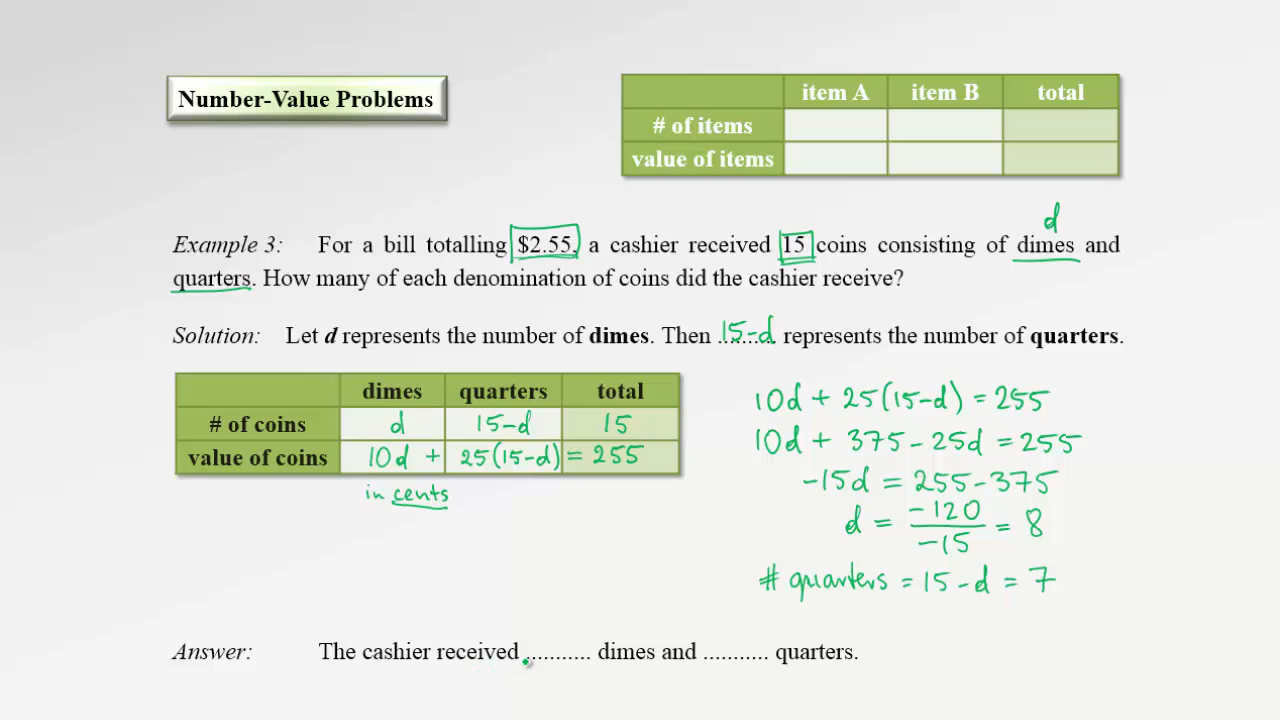 Number-Value Problems
item A item B total
# of items
value of items
d
Example 3: For a bill totalling $2.55, a cashier received 15 coins consisting of dimes and
quarters. How many of each denomination of coins did the cashier receive?
Solution: Let d represents the number of dimes. Then 15-d represents the number of quarters.
dimes quarters total
# of coins d 15-d 15
value of coins 10d + 25(15-d) = 255
in cents
10d + 25(15-d) = 255
10d + 375 - 25d = 255
-15d = 255 - 375
d = -120/-15 = 8
# quarters = 15 - d = 7
Answer: The cashier received ........... dimes and ........... quarters.